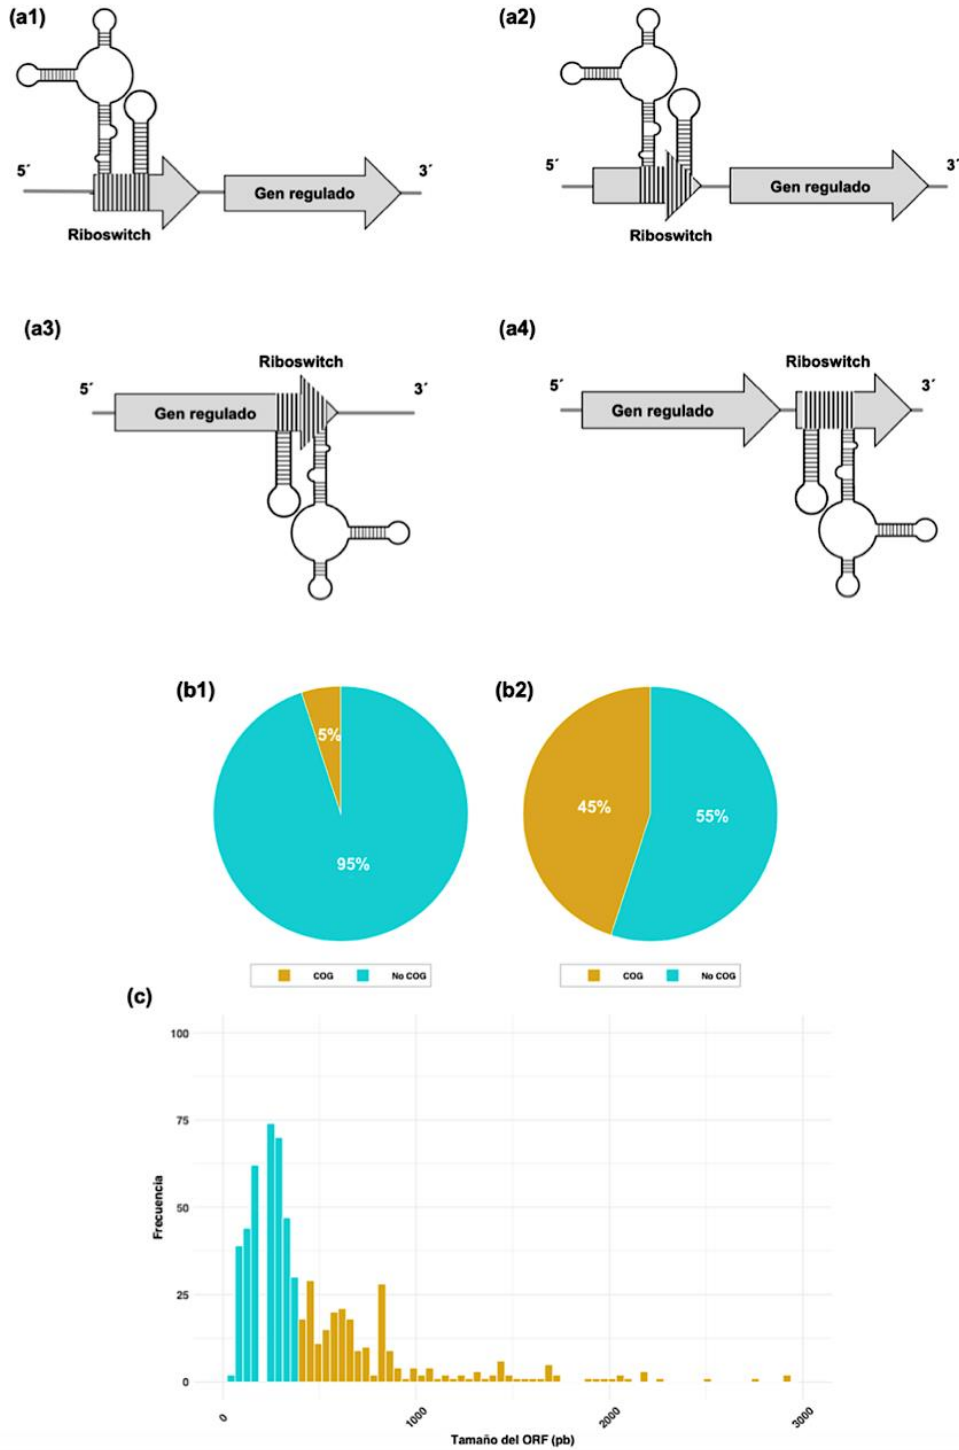 (a1)
(a2)
5´
3´
Gen regulado
Riboswitch
5´
3´
Gen regulado
Riboswitch
(a3)
(a4)
Riboswitch
5´
3´
Gen regulado
Riboswitch
5´
3´
Gen regulado
(b1)
(b2)
5%
95%
45%
55%
COG No COG
COG No COG
(c)
100
75
50
25
0
Frecuencia
0
1000
2000
3000
Tamaño del ORF (pb)